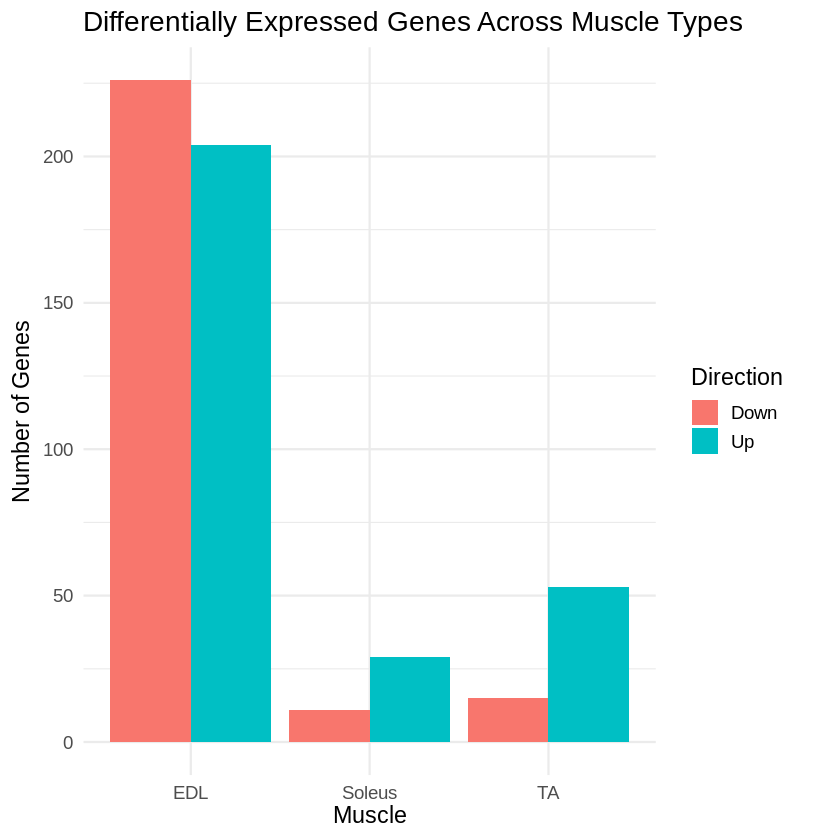 Differentially Expressed Genes Across Muscle Types
Number of Genes
200
150
100
50
0
EDL Soleus TA
Muscle
Direction
Down
Up